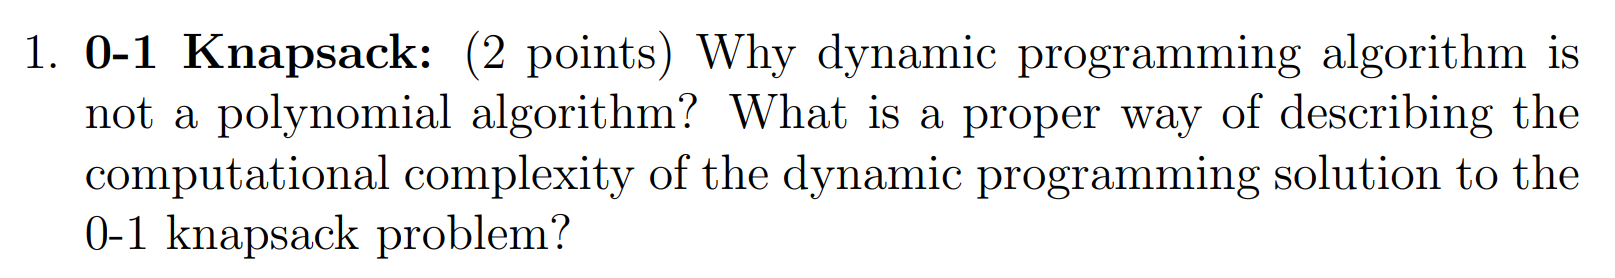 1. 0-1 Knapsack: (2 points) Why dynamic programming algorithm is
not a polynomial algorithm? What is a proper way of describing the
computational complexity of the dynamic programming solution to the
0-1 knapsack problem?